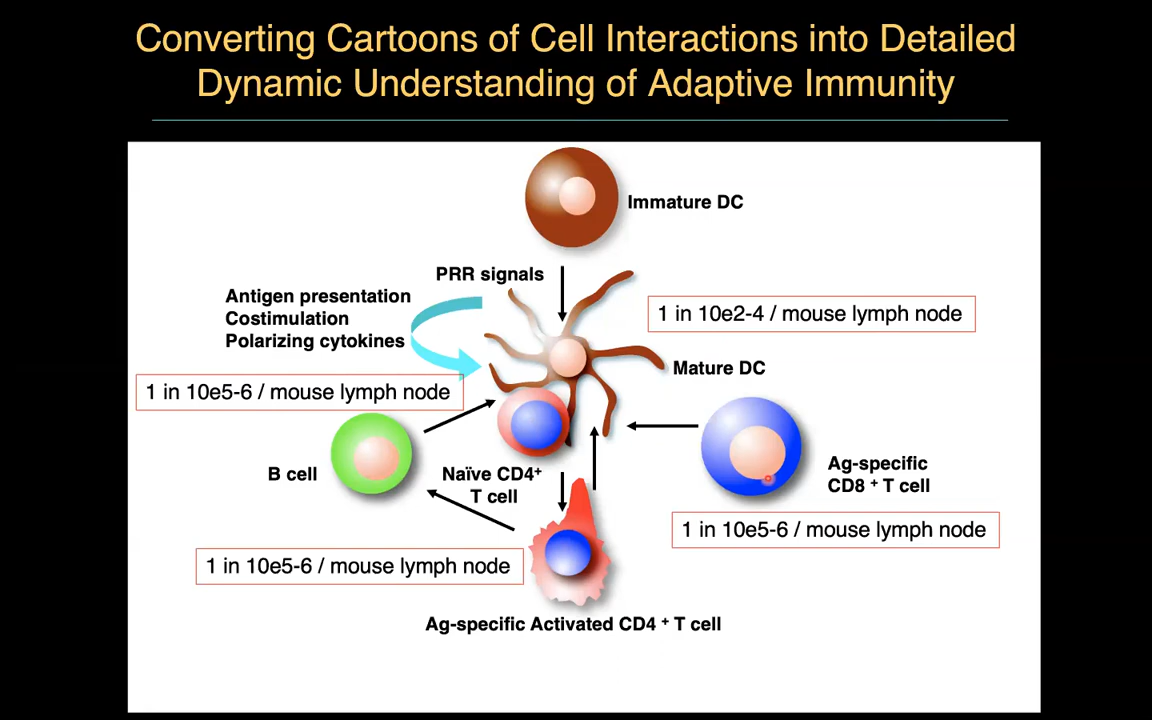 Converting Cartoons of Cell Interactions into Detailed
Dynamic Understanding of Adaptive Immunity
Immature DC
PRR signals
Antigen presentation
Costimulation
Polarizing cytokines
1 in 10e2-4 / mouse lymph node
Mature DC
1 in 10e5-6 / mouse lymph node
B cell
Naïve CD4⁺
T cell
Ag-specific
CD8 ⁺ T cell
1 in 10e5-6 / mouse lymph node
1 in 10e5-6 / mouse lymph node
Ag-specific Activated CD4 ⁺ T cell